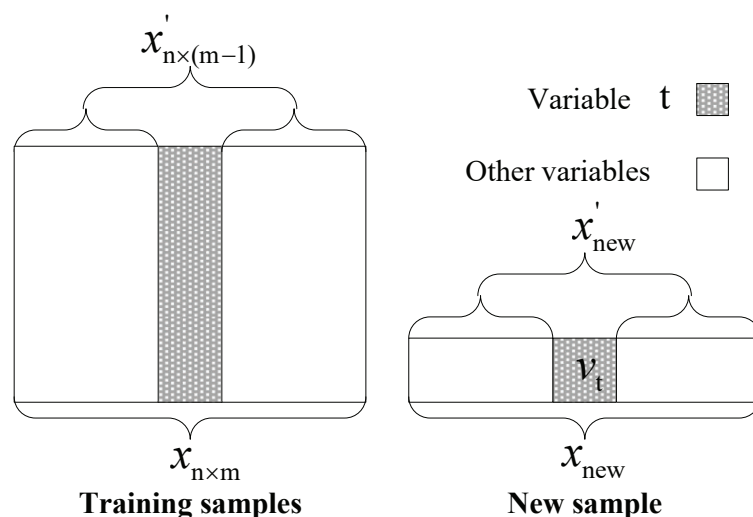 x'n×(m−1)
Variable t
Other variables
x'new
vt
xn×m
xnew
Training samples
New sample